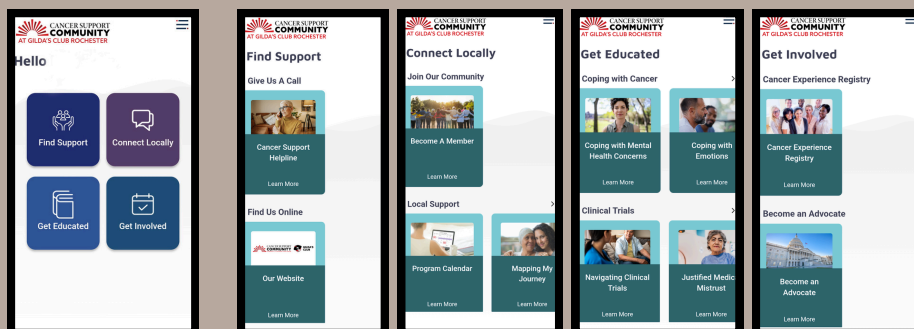 CANCER SUPPORT
COMMUNITY
AT GILDA'S CLUB ROCHESTER
Hello
Find Support
Connect Locally
Get Educated
Get Involved
CANCER SUPPORT
COMMUNITY
AT GILDA'S CLUB ROCHESTER
Find Support
Give Us A Call
Cancer Support
Helpline
Learn More
Find Us Online
CANCER SUPPORT
COMMUNITY
Our Website
Learn More
CANCER SUPPORT
COMMUNITY
AT GILDA'S CLUB ROCHESTER
Connect Locally
Join Our Community
Become A Member
Learn More
Local Support
Program Calendar
Learn More
Mapping My
Journey
Learn More
CANCER SUPPORT
COMMUNITY
AT GILDA'S CLUB ROCHESTER
Get Educated
Coping with Cancer
Coping with Mental
Health Concerns
Learn More
Coping with
Emotions
Learn More
Clinical Trials
Navigating Clinical
Trials
Learn More
Justified Medic
Mistrust
Learn More
CANCER SUPPORT
COMMUNITY
AT GILDA'S CLUB ROCHESTER
Get Involved
Cancer Experience Registry
Cancer Experience
Registry
Learn More
Become an Advocate
Become an
Advocate
Learn More